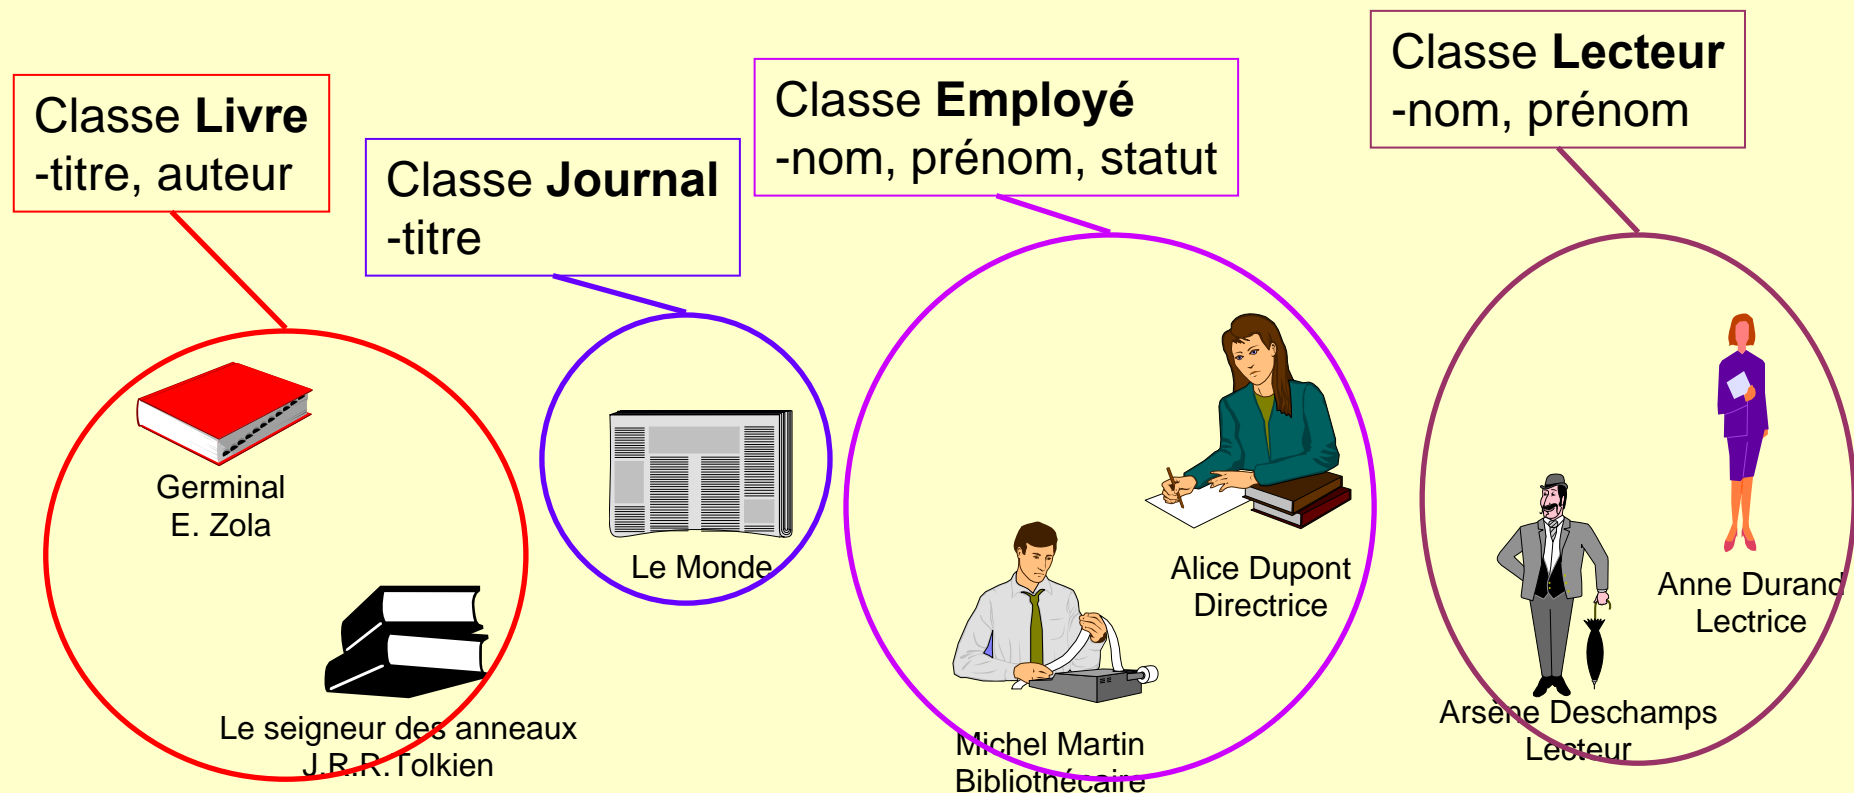 Classe Livre
-titre, auteur
Classe Journal
-titre
Classe Employé
-nom, prénom, statut
Classe Lecteur
-nom, prénom
Germinal
E. Zola
Le seigneur des anneaux
J.R.R.Tolkien
Le Monde
Michel Martin
Bibliothécaire
Alice Dupont
Directrice
Arsène Deschamps
Lecteur
Anne Durand
Lectrice